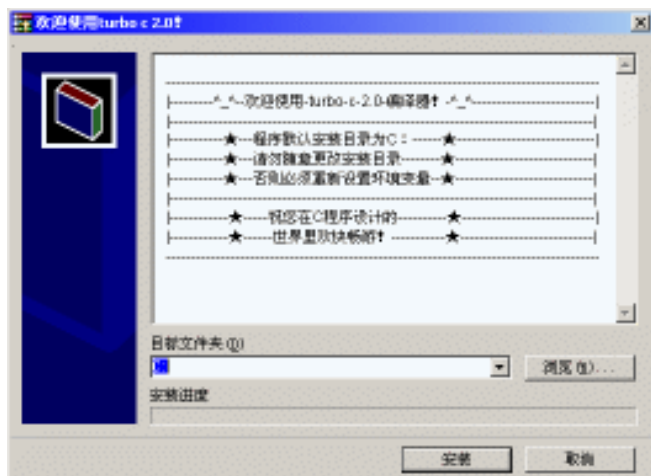 欢迎使用turbo c 2.0!
|-------^_^--欢迎使用-turbo-c-2.0-编译器! -^_^-------|
★---程序默认安装目录为C:------★
★---请勿随意更改安装目录------★
★---否则必须重新设置环境变量--★
★-----祝您在C程序设计的---------★
★------世界里欢快畅游! ---------★
目标文件夹(D)
浏览(W)...
安装进度
安装
取消